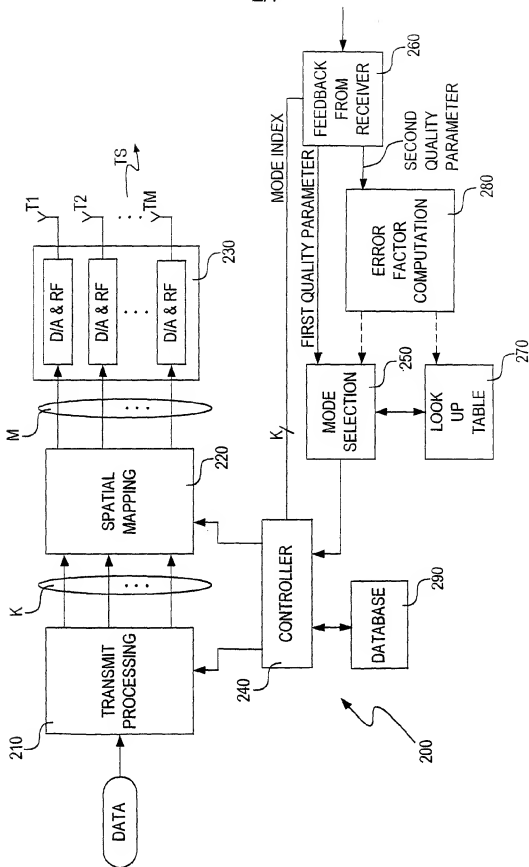 DATA
210
TRANSMIT
PROCESSING
K
...
220
SPATIAL
MAPPING
M
...
D/A & RF
D/A & RF
...
D/A & RF
230
T1
T2
...
TM
TS
240
CONTROLLER
DATABASE
290
200
K
MODE INDEX
FIRST QUALITY PARAMETER
MODE
SELECTION
250
LOOK
UP
TABLE
270
FEEDBACK
FROM
RECEIVER
260
SECOND
QUALITY
PARAMETER
ERROR
FACTOR
COMPUTATION
280